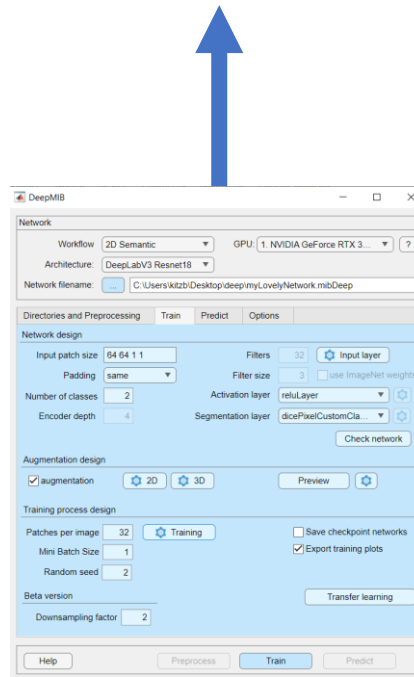 DeepMIB
Network
Workflow 2D Semantic GPU: 1. NVIDIA GeForce RTX 3... ?
Architecture: DeepLabV3 Resnet18
Network filename: ... C:\Users\kitzb\Desktop\deep\myLovelyNetwork.mibDeep
Directories and Preprocessing Train Predict Options
Network design
Input patch size 64 64 1 1 Filters 32 Input layer
Padding same Filter size 3 use ImageNet weights
Number of classes 2 Activation layer reluLayer
Encoder depth 4 Segmentation layer dicePixelCustomCla...
Check network
Augmentation design
augmentation 2D 3D Preview
Training process design
Patches per image 32 Training Save checkpoint networks
Mini Batch Size 1 Export training plots
Random seed 2
Beta version Transfer learning
Downsampling factor 2
Help Preprocess Train Predict